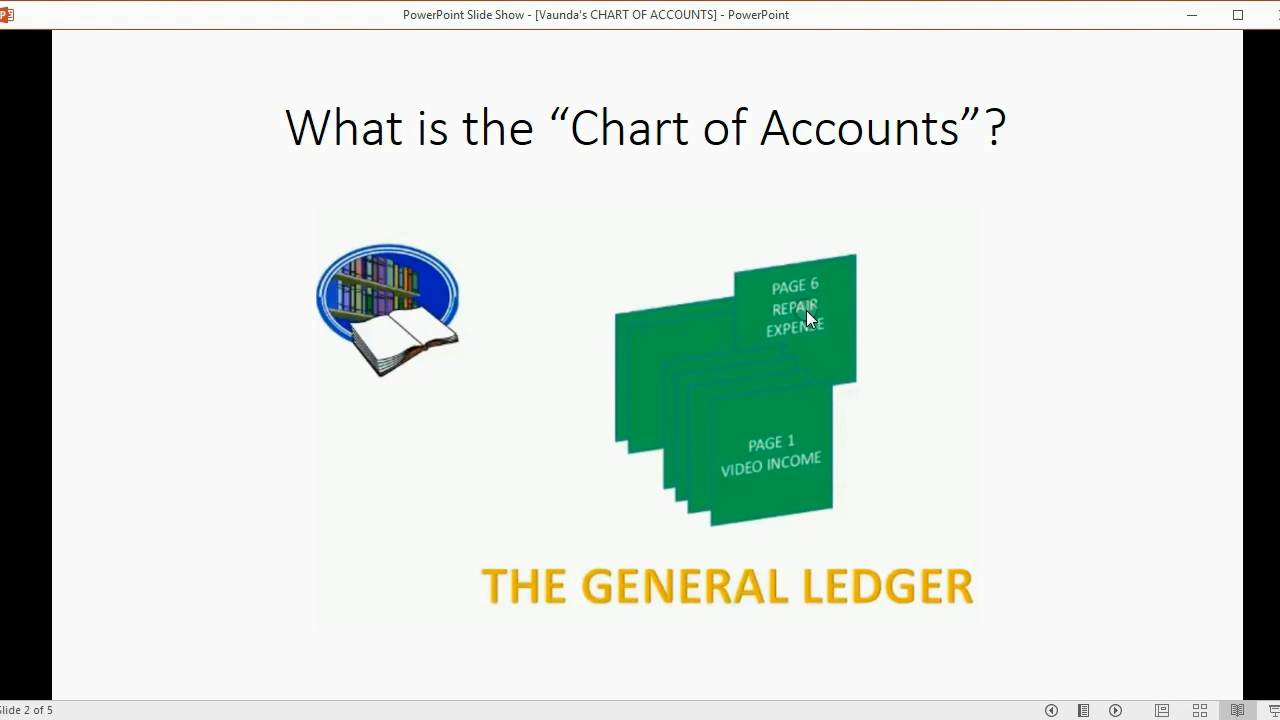 PowerPoint Slide Show - [Vaunda's CHART OF ACCOUNTS] - PowerPoint
What is the “Chart of Accounts”?
PAGE 6
REPAIR
EXPENSE
PAGE 1
VIDEO INCOME
THE GENERAL LEDGER
Slide 2 of 5